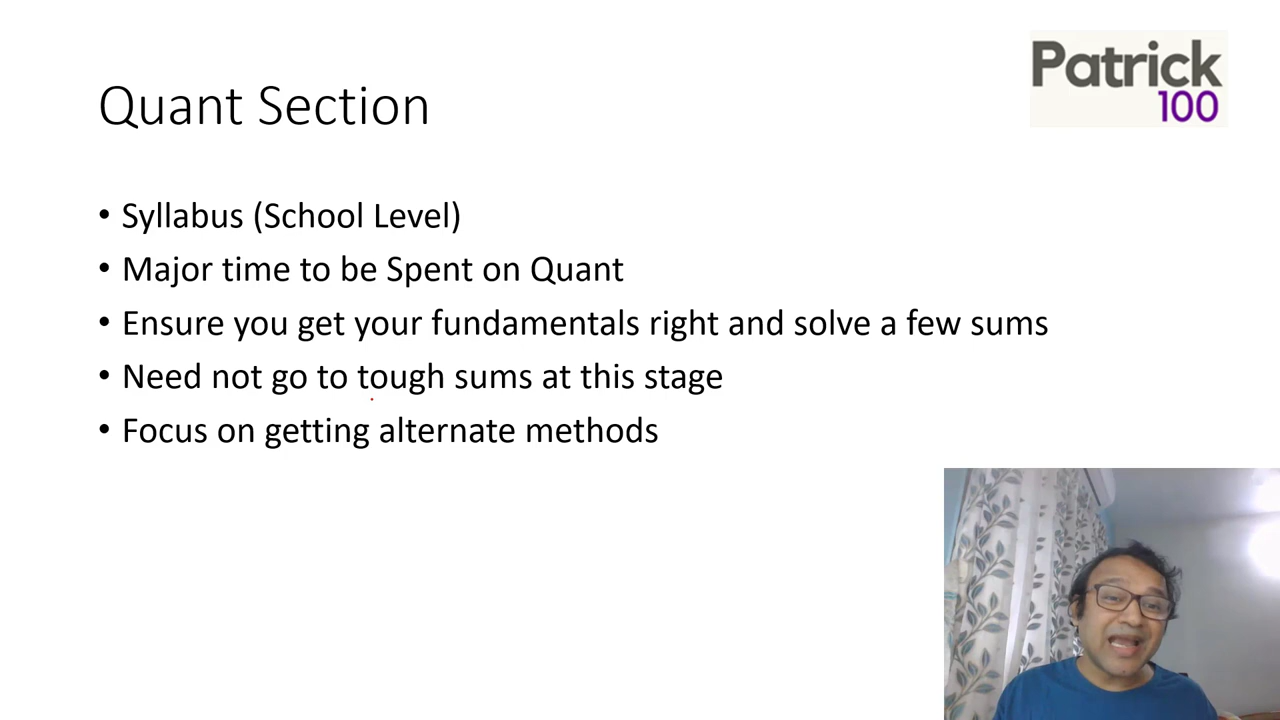 Patrick
100
Quant Section
• Syllabus (School Level)
• Major time to be Spent on Quant
• Ensure you get your fundamentals right and solve a few sums
• Need not go to tough sums at this stage
• Focus on getting alternate methods